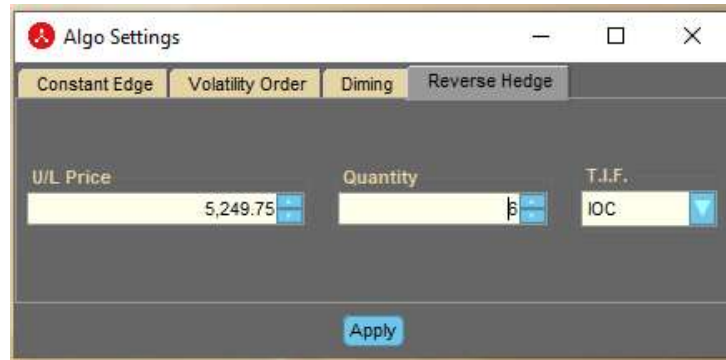 Algo Settings
Constant Edge Volatility Order Diming Reverse Hedge
U/L Price Quantity T.I.F.
5,249.75 6 IOC
Apply